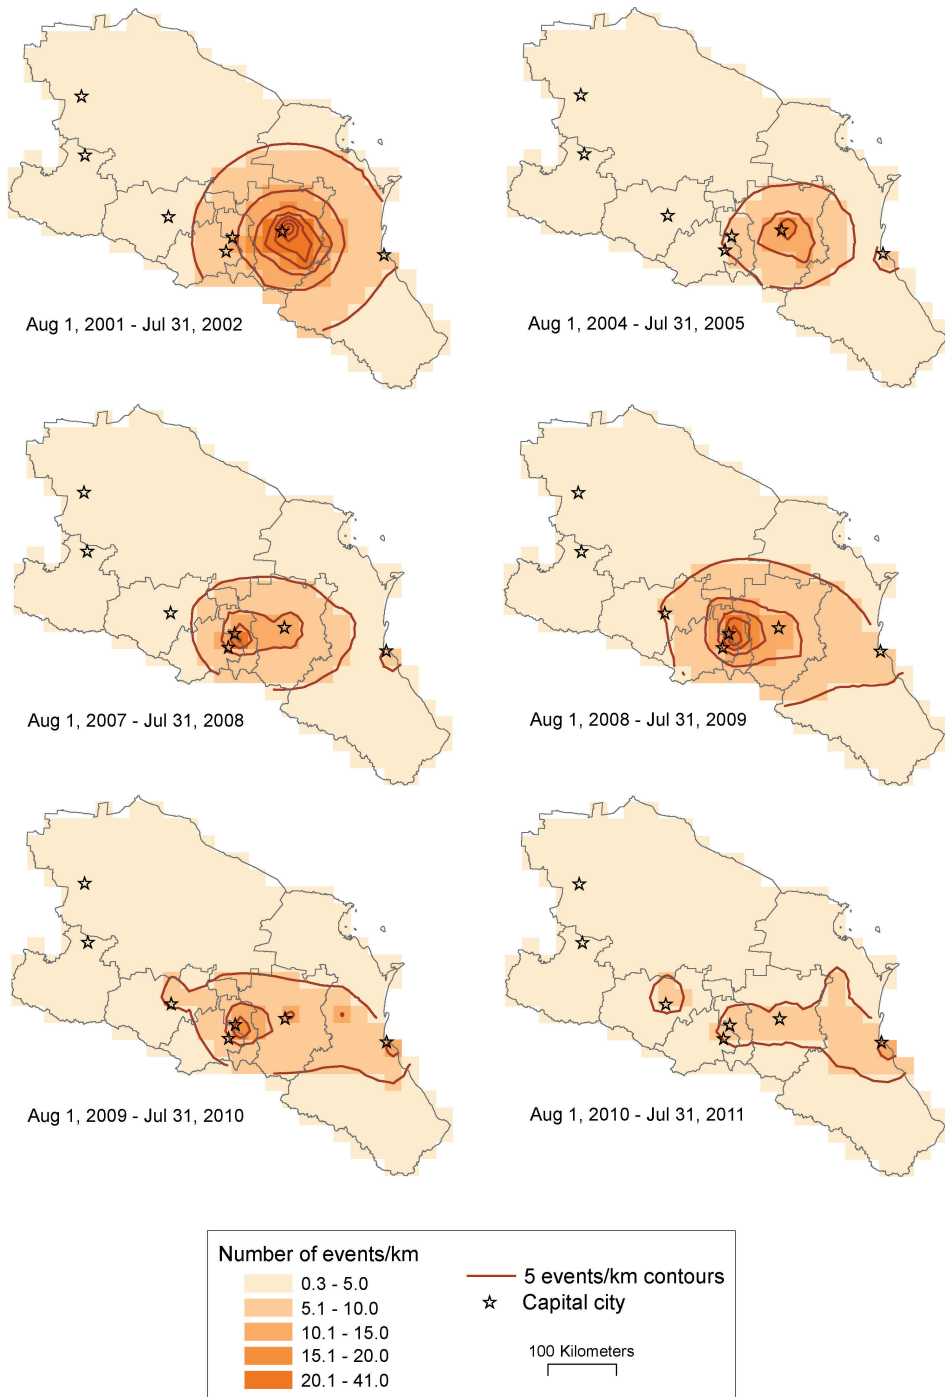 Aug 1, 2001 - Jul 31, 2002
Aug 1, 2004 - Jul 31, 2005
Aug 1, 2007 - Jul 31, 2008
Aug 1, 2008 - Jul 31, 2009
Aug 1, 2009 - Jul 31, 2010
Aug 1, 2010 - Jul 31, 2011
Number of events/km
0.3 - 5.0
5.1 - 10.0
10.1 - 15.0
15.1 - 20.0
20.1 - 41.0
5 events/km contours
Capital city
100 Kilometers